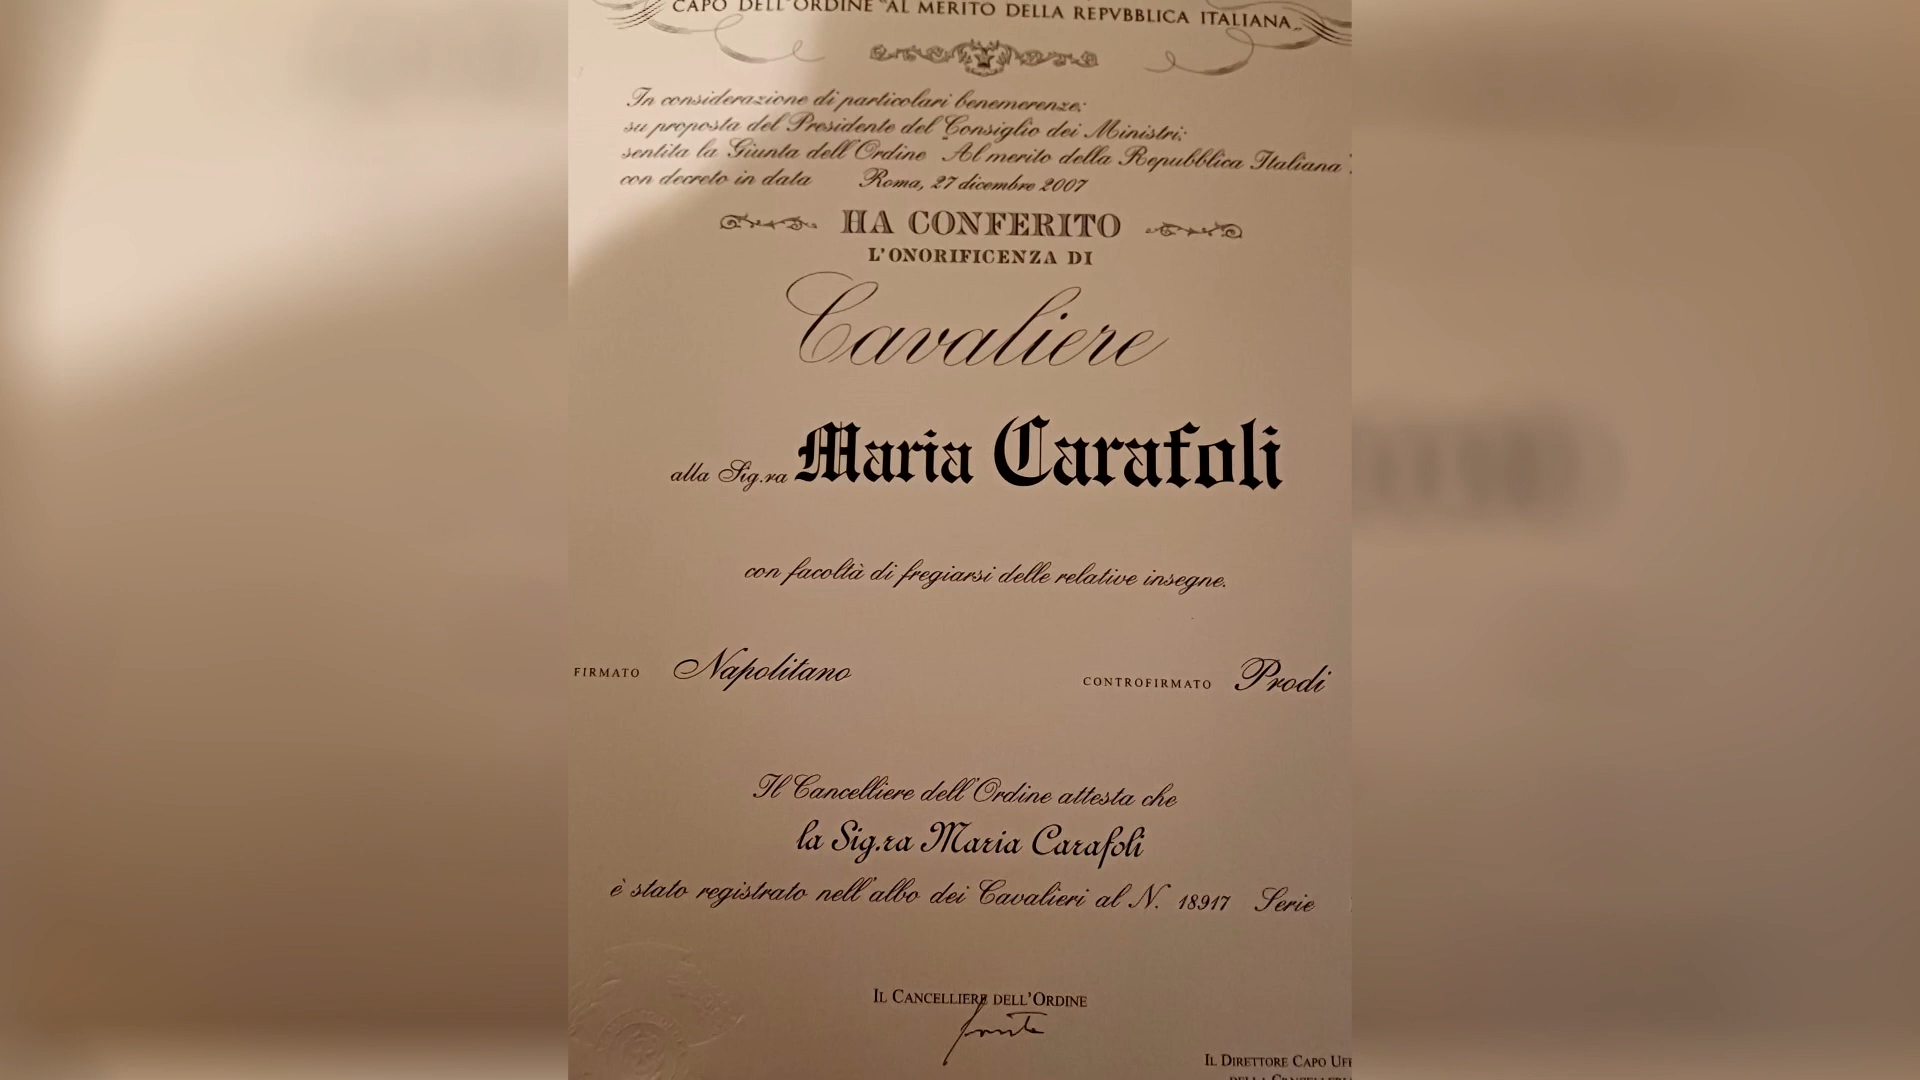 CAPO DELL'ORDINE "AL MERITO DELLA REPVBBLICA ITALIANA"
In considerazione di particolari benemerenze;
su proposta del Presidente del Consiglio dei Ministri;
sentita la Giunta dell'Ordine "Al merito della Repubblica Italiana";
con decreto in data Roma, 27 dicembre 2007
HA CONFERITO
L'ONORIFICENZA DI
Cavaliere
alla Sig.ra Maria Carafoli
con facoltà di fregiarsi delle relative insegne.
FIRMATO Napolitano CONTROFIRMATO Prodi
Il Cancelliere dell'Ordine attesta che
la Sig.ra Maria Carafoli
è stato registrato nell'albo dei Cavalieri al N. 18917 Serie
IL CANCELLIERE DELL'ORDINE
IL DIRETTORE CAPO UFF